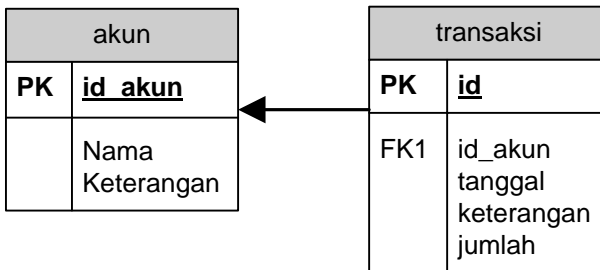 akun
PK id_akun
Nama
Keterangan
transaksi
PK id
FK1 id_akun
tanggal
keterangan
jumlah